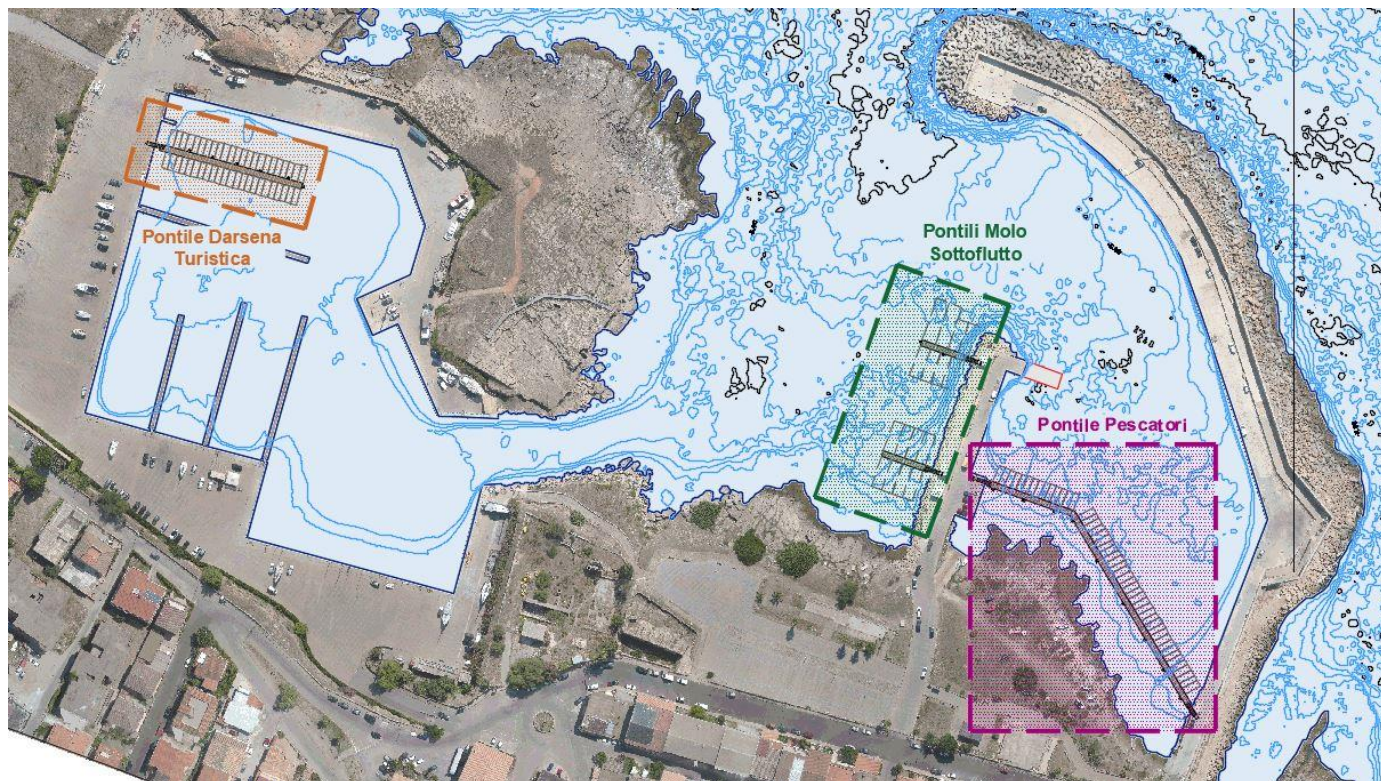 Pontile Darsena
Turistica
Pontili Molo
Sottoflutto
Pontile Pescatori